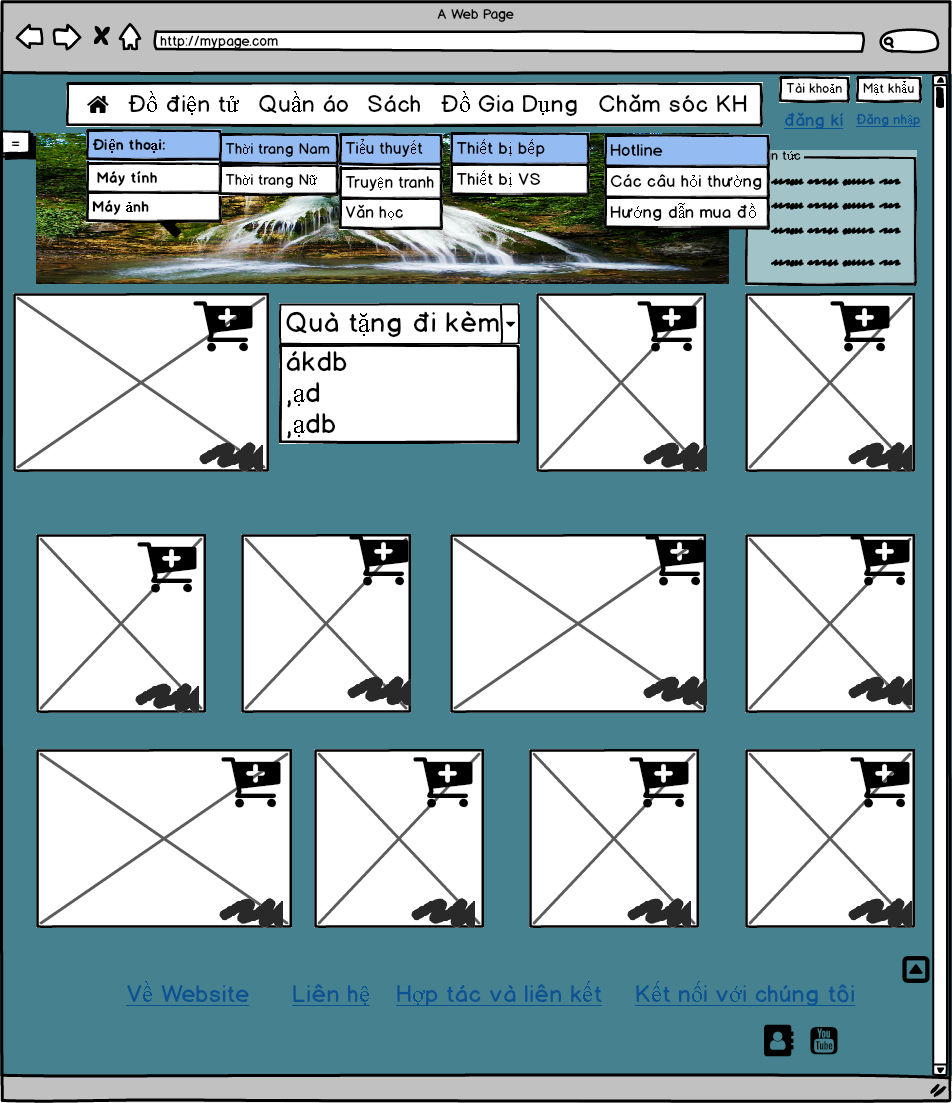 A Web Page
http://mypage.com
Đồ điện tử Quần áo Sách Đồ Gia Dụng Chăm sóc KH
Tài khoản Mật khẩu
đăng kí Đăng nhập
=
Điện thoại:
Máy tính
Máy ảnh
Thời trang Nam
Thời trang Nữ
Tiểu thuyết
Truyện tranh
Văn học
Thiết bị bếp
Thiết bị VS
Hotline
Các câu hỏi thường
Hướng dẫn mua đồ
n tức
Quà tặng đi kèm
ákdb
,ạd
,ạdb
Về Website Liên hệ Hợp tác và liên kết Kết nối với chúng tôi
You
Tube